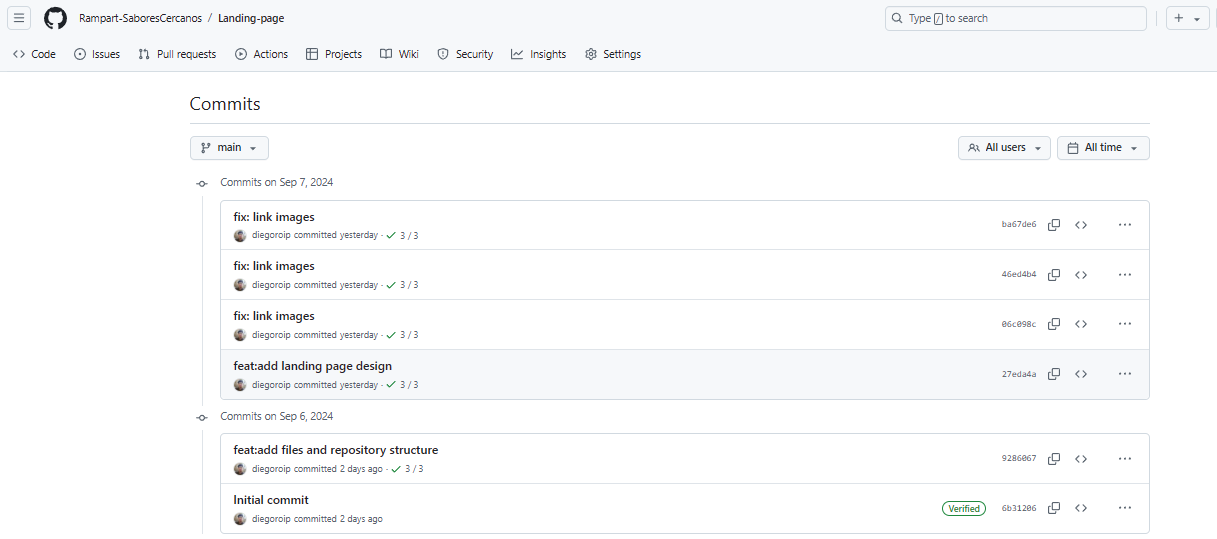 Rampart-SaboresCercanos / Landing-page
Type / to search
Code Issues Pull requests Actions Projects Wiki Security Insights Settings
Commits
main All users All time
Commits on Sep 7, 2024
fix: link images
diegoroip committed yesterday · 3 / 3
ba67de6
fix: link images
diegoroip committed yesterday · 3 / 3
46ed4b4
fix: link images
diegoroip committed yesterday · 3 / 3
06c098c
feat:add landing page design
diegoroip committed yesterday · 3 / 3
27eda4a
Commits on Sep 6, 2024
feat:add files and repository structure
diegoroip committed 2 days ago · 3 / 3
9286067
Initial commit
diegoroip committed 2 days ago
Verified 6b31206